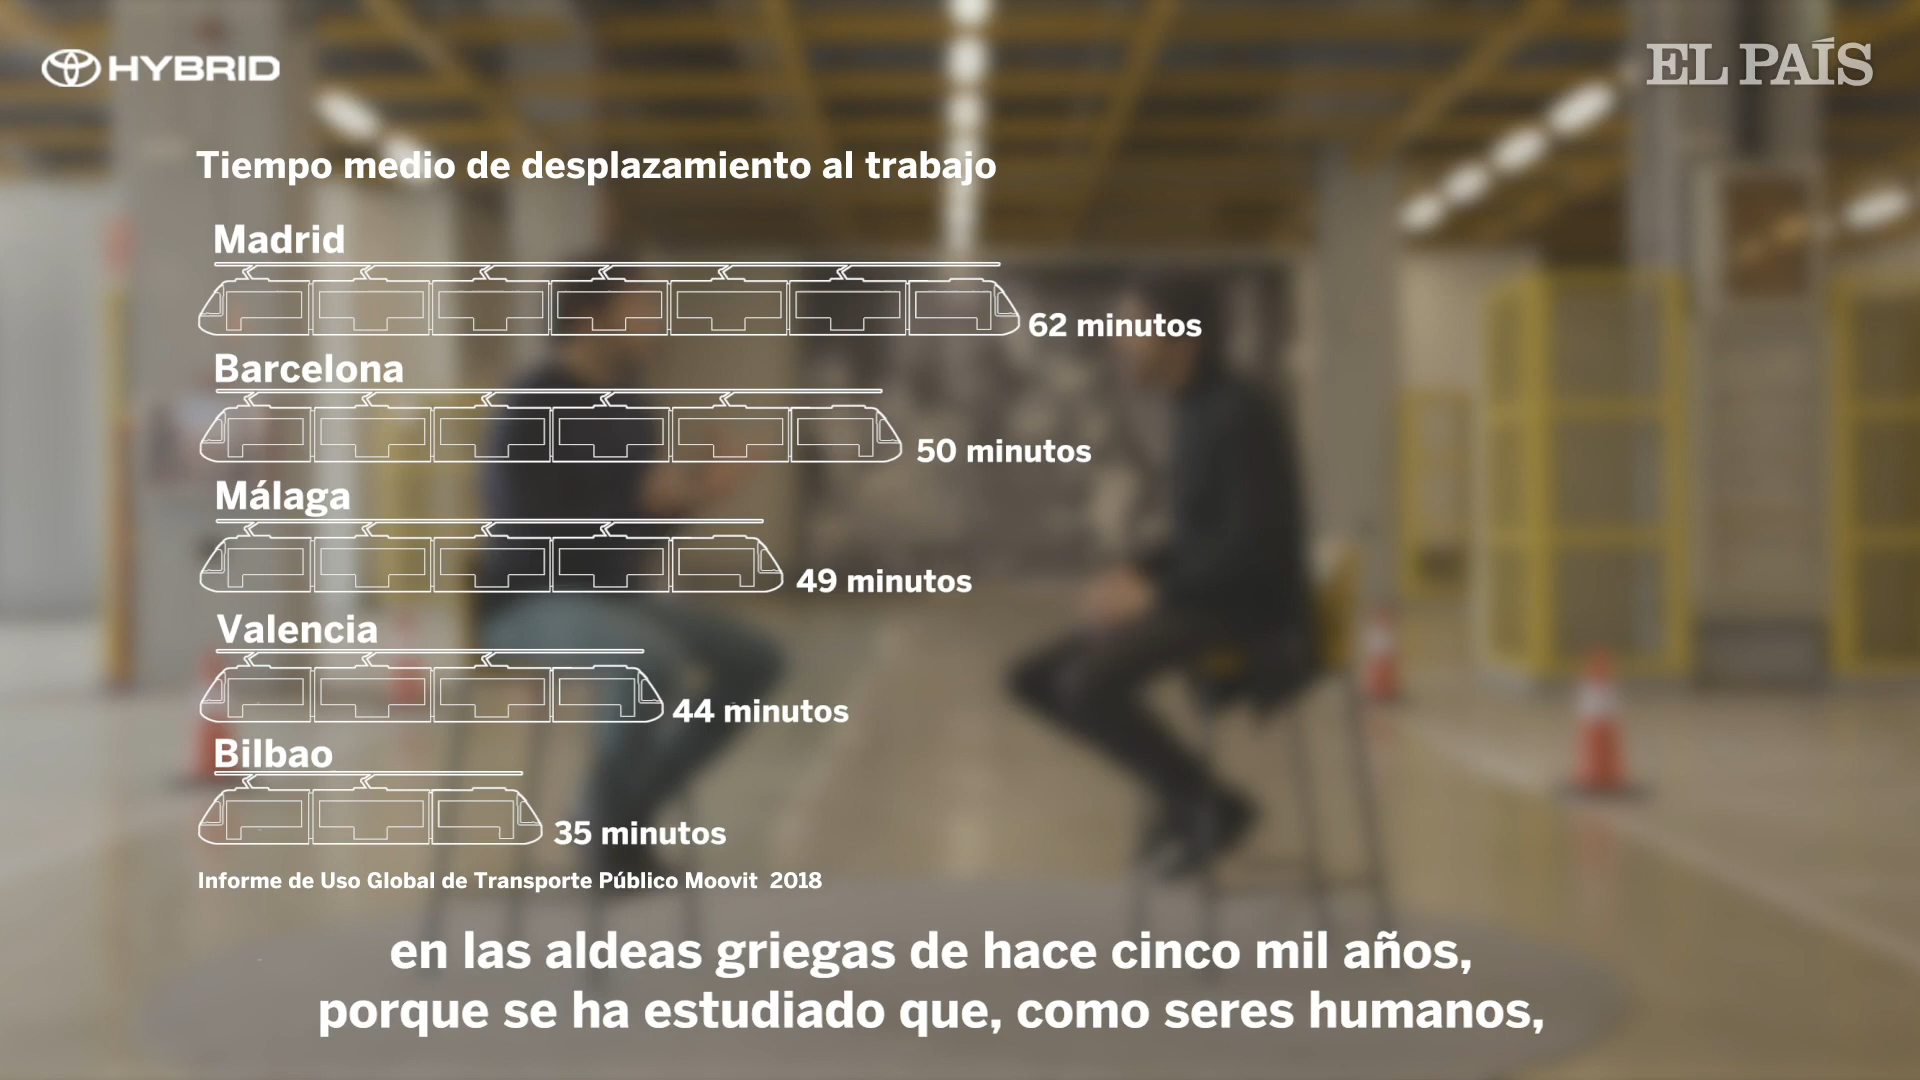 HYBRID
EL PAÍS
Tiempo medio de desplazamiento al trabajo
Madrid
62 minutos
Barcelona
50 minutos
Málaga
49 minutos
Valencia
44 minutos
Bilbao
35 minutos
Informe de Uso Global de Transporte Público Moovit 2018
en las aldeas griegas de hace cinco mil años,
porque se ha estudiado que, como seres humanos,